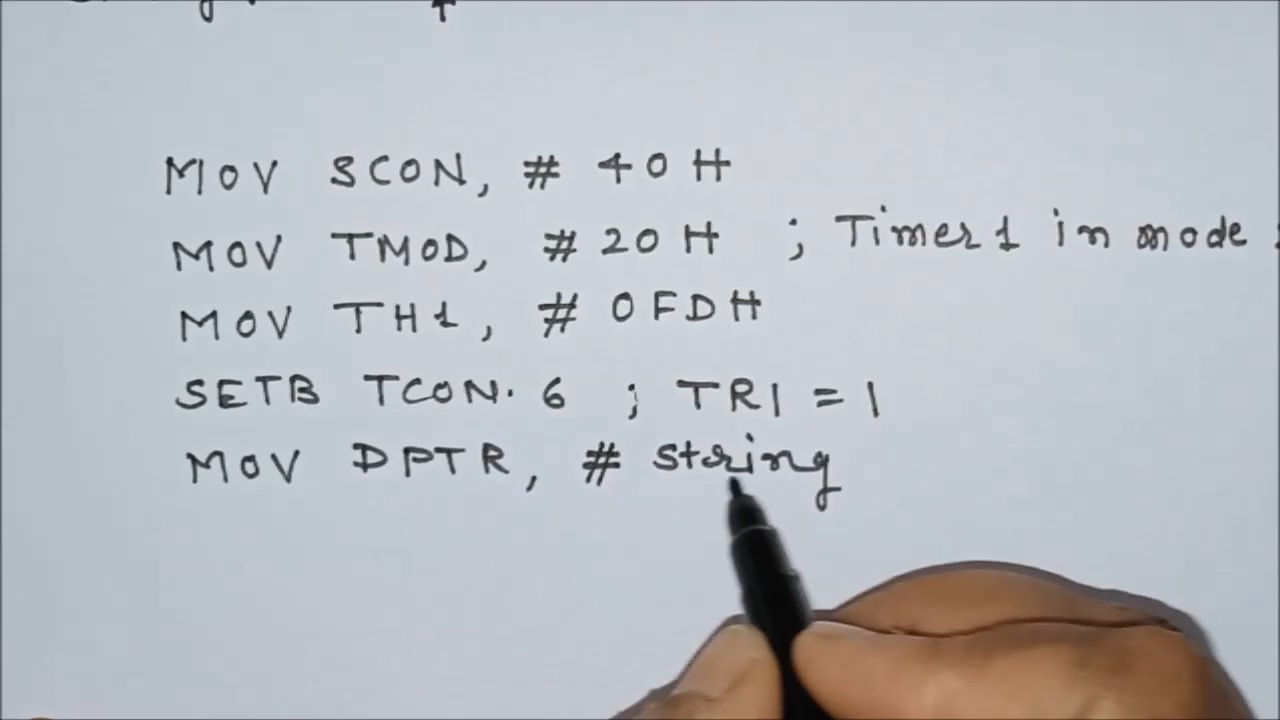 MOV SCON, # 40H
MOV TMOD, # 20H ; Timer1 in mode
MOV TH1, # 0FDH
SETB TCON.6 ; TR1 = 1
MOV DPTR, # string